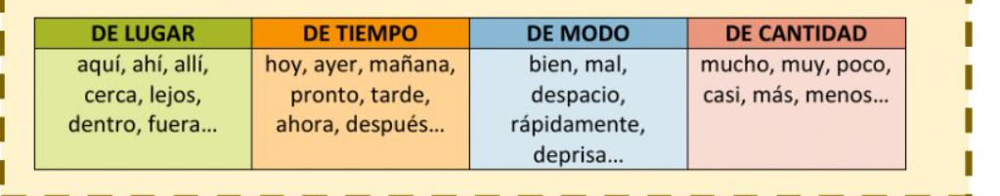 DE LUGAR
DE TIEMPO
DE MODO
DE CANTIDAD
aquí, ahí, allí,
cerca, lejos,
dentro, fuera...
hoy, ayer, mañana,
pronto, tarde,
ahora, después...
bien, mal,
despacio,
rápidamente,
deprisa...
mucho, muy, poco,
casi, más, menos...